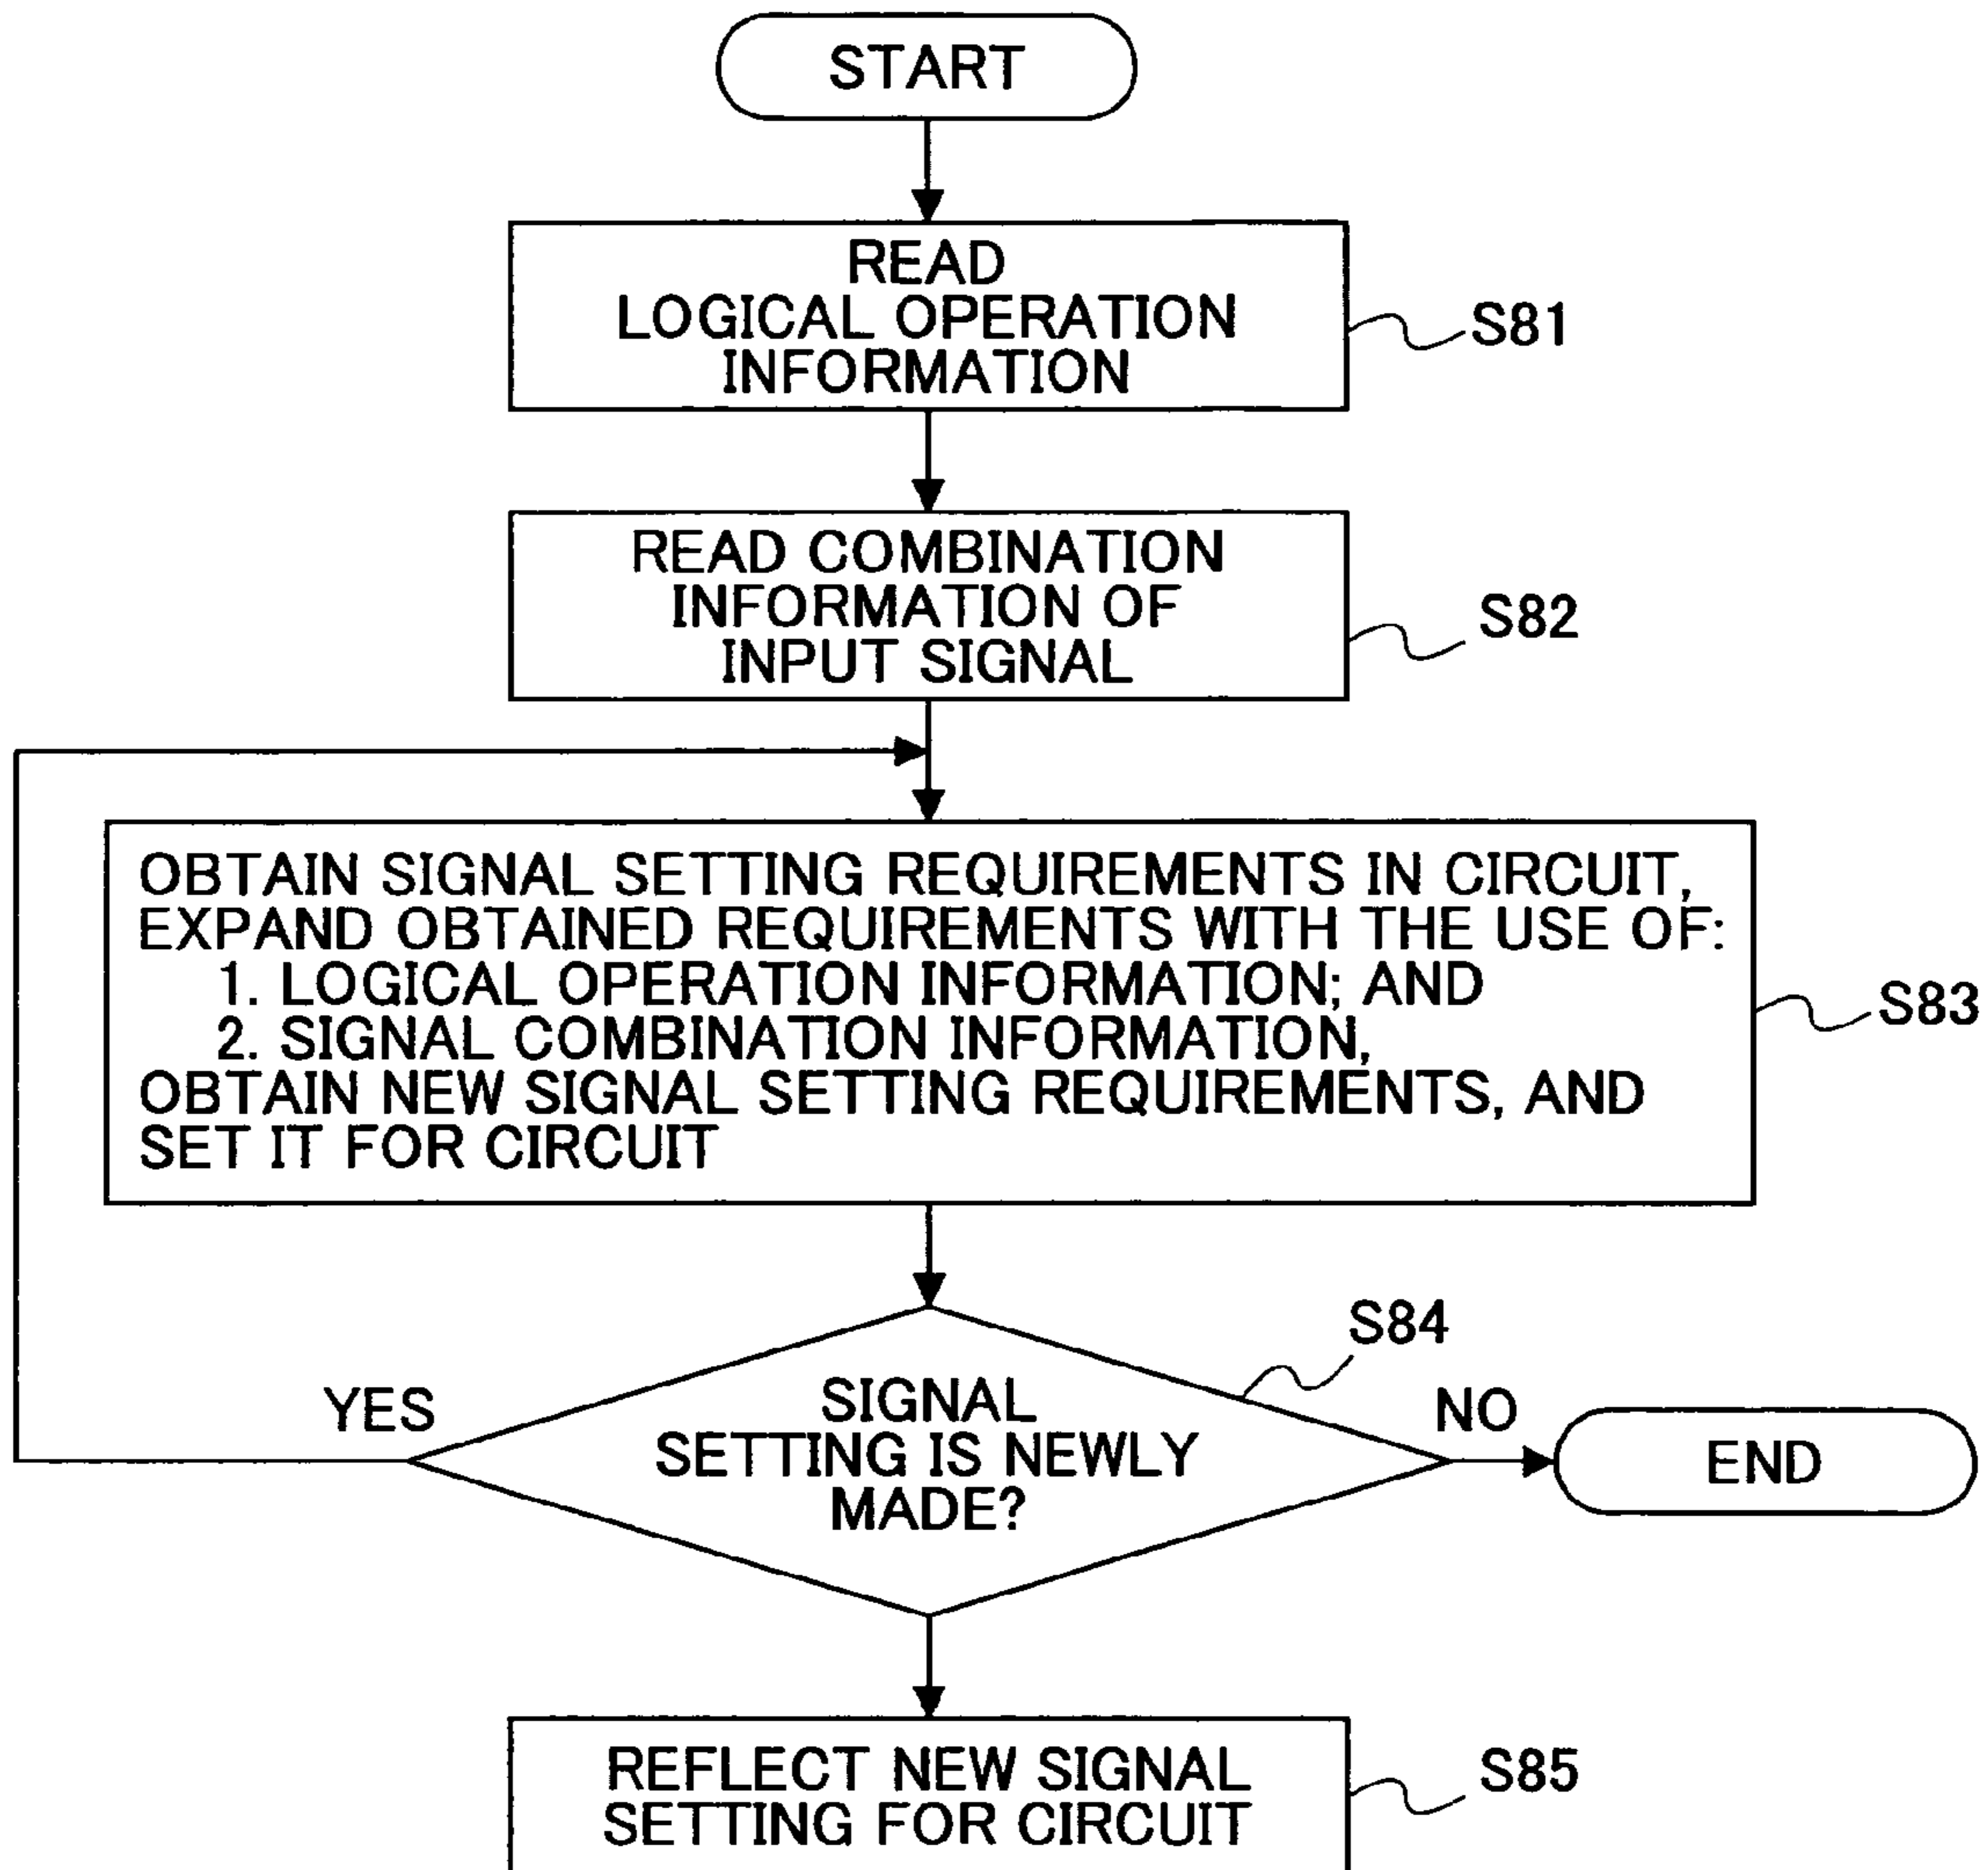 START
READ
LOGICAL OPERATION
INFORMATION
S81
READ COMBINATION
INFORMATION OF
INPUT SIGNAL
S82
OBTAIN SIGNAL SETTING REQUIREMENTS IN CIRCUIT,
EXPAND OBTAINED REQUIREMENTS WITH THE USE OF:
1. LOGICAL OPERATION INFORMATION; AND
2. SIGNAL COMBINATION INFORMATION,
OBTAIN NEW SIGNAL SETTING REQUIREMENTS, AND
SET IT FOR CIRCUIT
S83
S84
YES
SIGNAL
SETTING IS NEWLY
MADE?
NO
END
REFLECT NEW SIGNAL
SETTING FOR CIRCUIT
S85